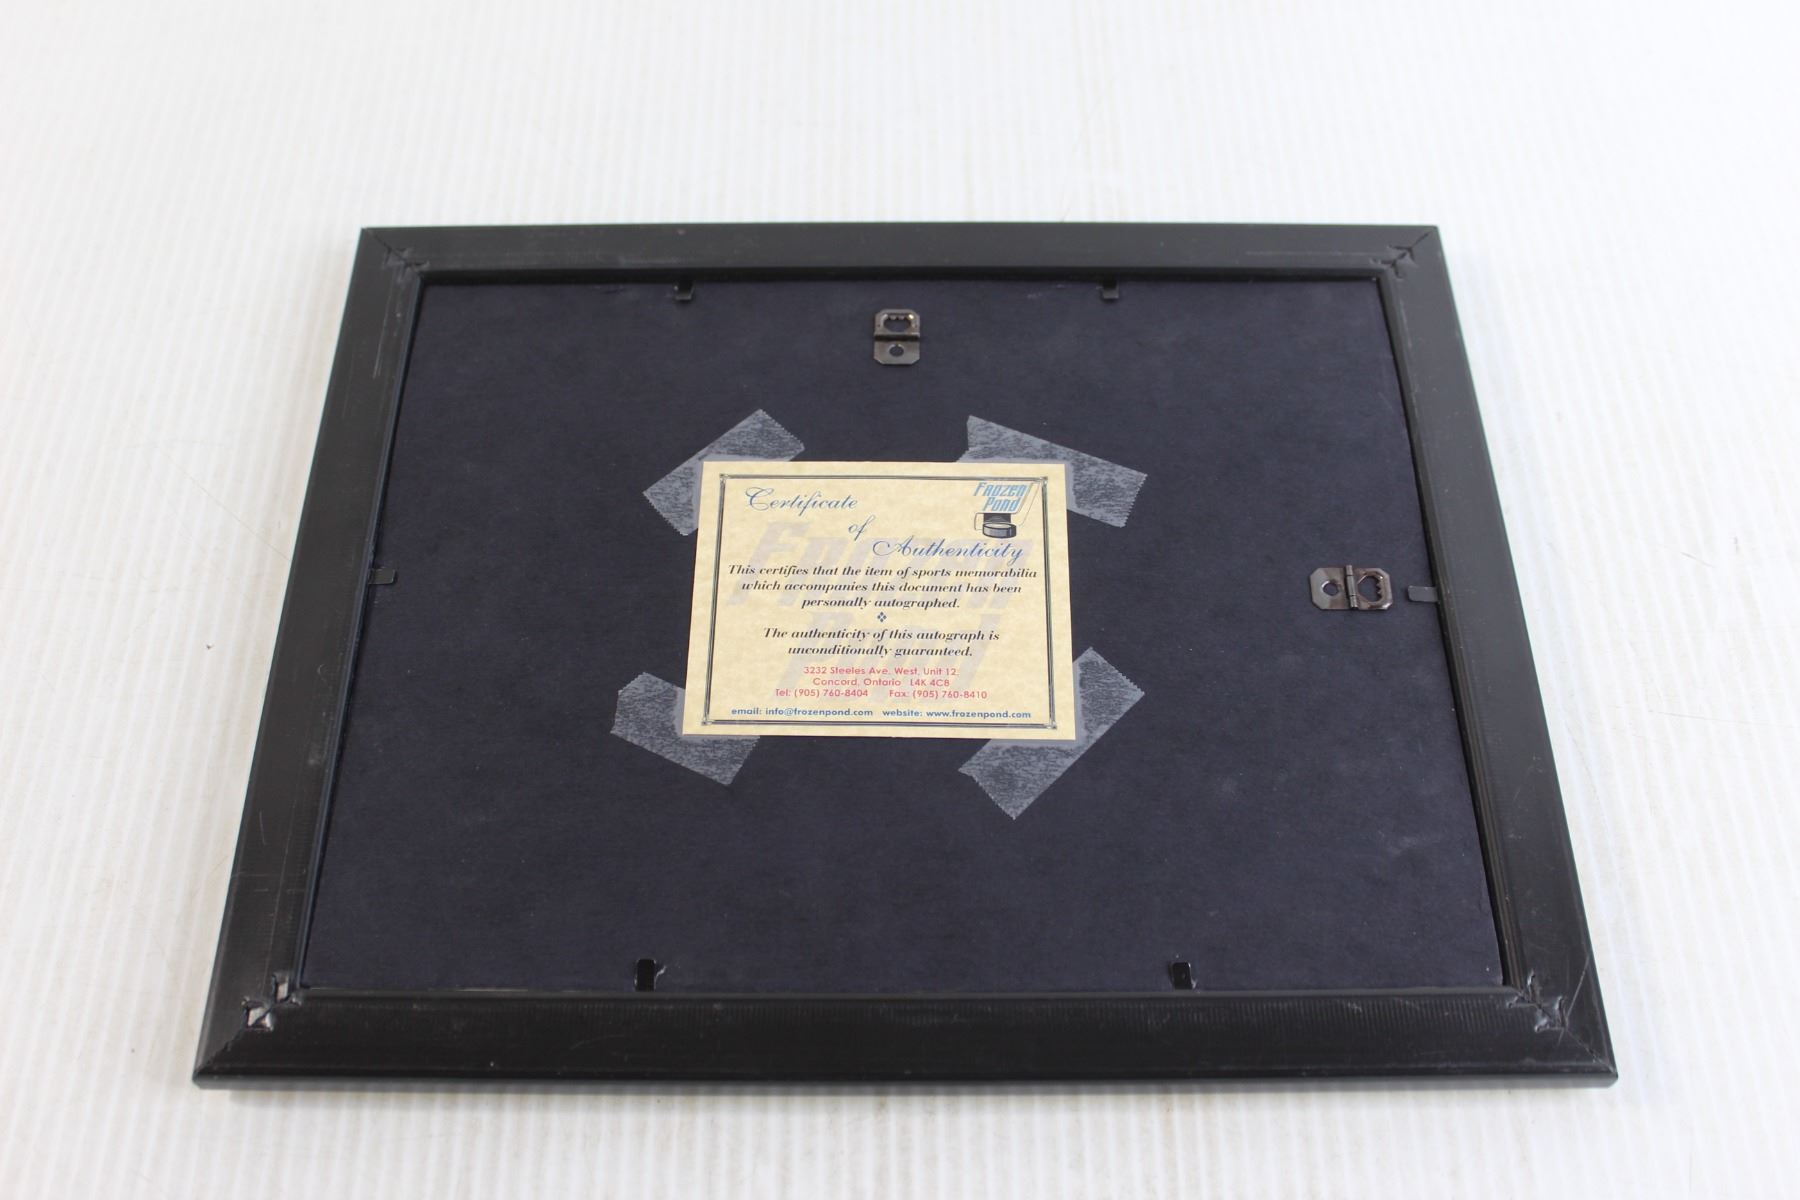 Certificate
of
Authenticity
Frozen
Pond
This certifies that the item of sports memorabilia
which accompanies this document has been
personally autographed.
The authenticity of this autograph is
unconditionally guaranteed.
3232 Steeles Ave. West, Unit 12,
Concord, Ontario L4K 4C8
Tel: (905) 760-8404 Fax: (905) 760-8410
email: info@frozenpond.com website: www.frozenpond.com
Frozen
Pond